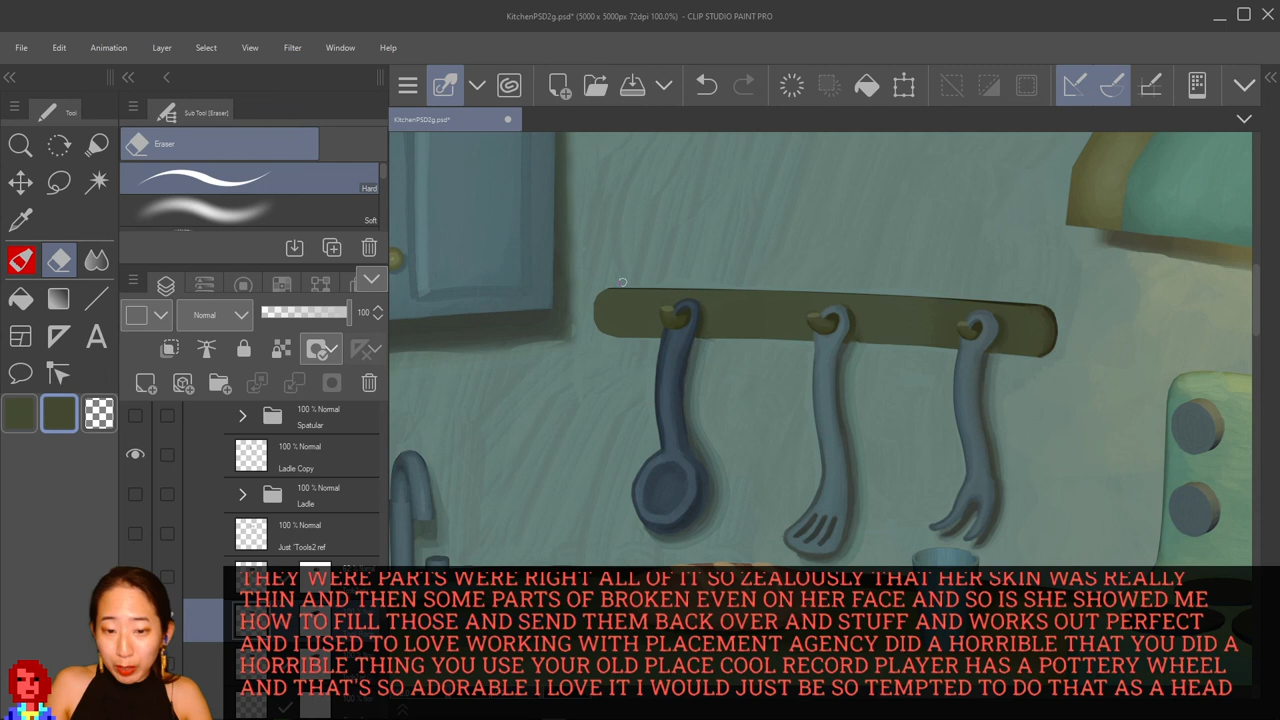 KitchenPSD2g.psd* (5000 x 5000px 72dpi 100.0%) - CLIP STUDIO PAINT PRO
File Edit Animation Layer Select View Filter Window Help
Tool
Sub Tool [Eraser]
KitchenPSD2g.psd*
Eraser
Hard
Soft
Normal
100
100 % Normal
Spatular
100 % Normal
Ladle Copy
100 % Normal
Ladle
100 % Normal
Just 'Tools2 ref
THEY WERE PARTS WERE RIGHT ALL OF IT SO ZEALOUSLY THAT HER SKIN WAS REALLY
THIN AND THEN SOME PARTS OF BROKEN EVEN ON HER FACE AND SO IS SHE SHOWED ME
HOW TO FILL THOSE AND SEND THEM BACK OVER AND STUFF AND WORKS OUT PERFECT
AND I USED TO LOVE WORKING WITH PLACEMENT AGENCY DID A HORRIBLE THAT YOU DID A
HORRIBLE THING YOU USE YOUR OLD PLACE COOL RECORD PLAYER HAS A POTTERY WHEEL
AND THAT'S SO ADORABLE I LOVE IT I WOULD JUST BE SO TEMPTED TO DO THAT AS A HEAD